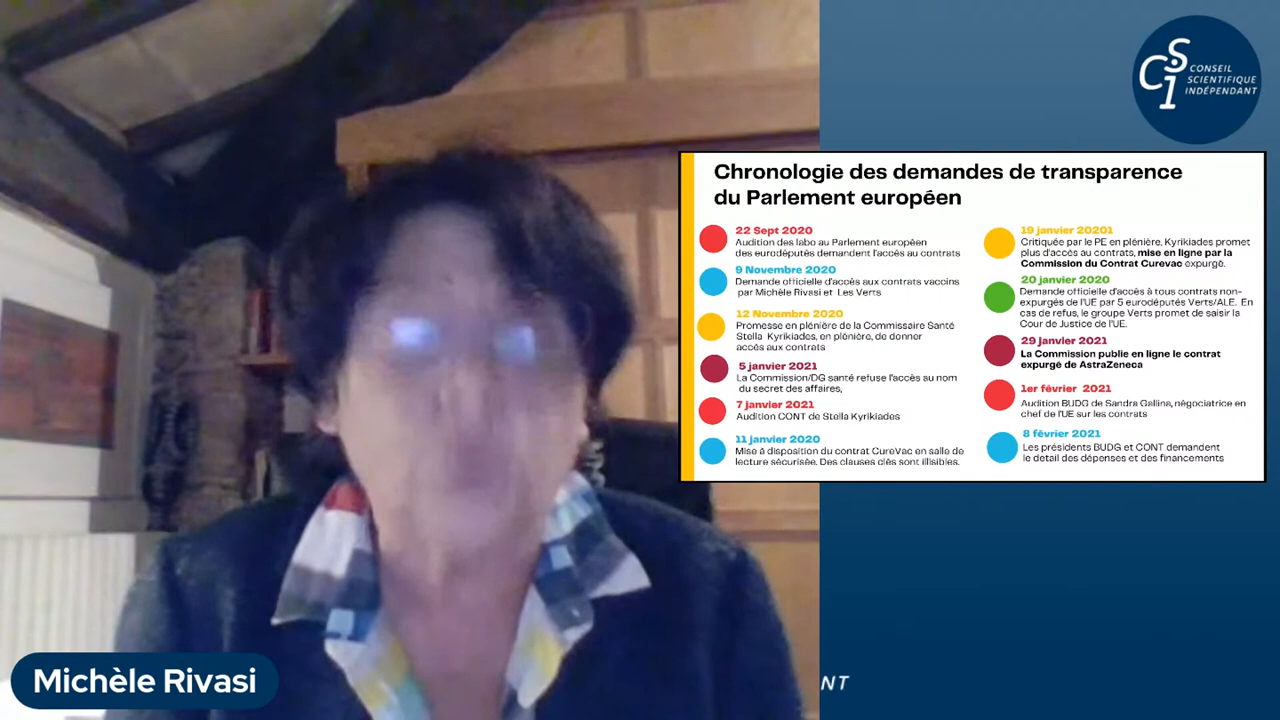 CSI
CONSEIL
SCIENTIFIQUE
INDÉPENDANT
Chronologie des demandes de transparence
du Parlement européen
22 Sept 2020
Audition des labo au Parlement européen
des eurodéputés demandent l'accès au contrats
9 Novembre 2020
Demande officielle d'accès aux contrats vaccins
par Michèle Rivasi et Les Verts
12 Novembre 2020
Promesse en plénière de la Commissaire Santé
Stella Kyrikiades, en plénière, de donner
accès aux contrats
5 janvier 2021
La Commission/DG santé refuse l'accès au nom
du secret des affaires,
7 janvier 2021
Audition CONT de Stella Kyrikiades
11 janvier 2020
Mise à disposition du contrat CureVac en salle de
lecture sécurisée. Des clauses clés sont illisibles.
19 janvier 20201
Critiquée par le PE en plénière, Kyrikiades promet
plus d'accès au contrats, mise en ligne par la
Commission du Contrat Curevac expurgé.
20 janvier 2020
Demande officielle d'accès à tous contrats non-
expurgés de l'UE par 5 eurodéputés Verts/ALE. En
cas de refus, le groupe Verts promet de saisir la
Cour de Justice de l'UE.
29 janvier 2021
La Commission publie en ligne le contrat
expurgé de AstraZeneca
1er février 2021
Audition BUDG de Sandra Gallina, négociatrice en
chef de l'UE sur les contrats
8 février 2021
Les présidents BUDG et CONT demandent
le detail des dépenses et des financements
Michèle Rivasi
NT